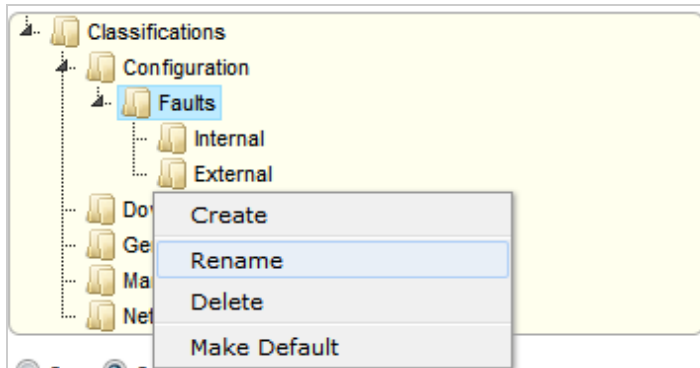 Classifications
Configuration
Faults
Internal
External
Create
Rename
Delete
Make Default